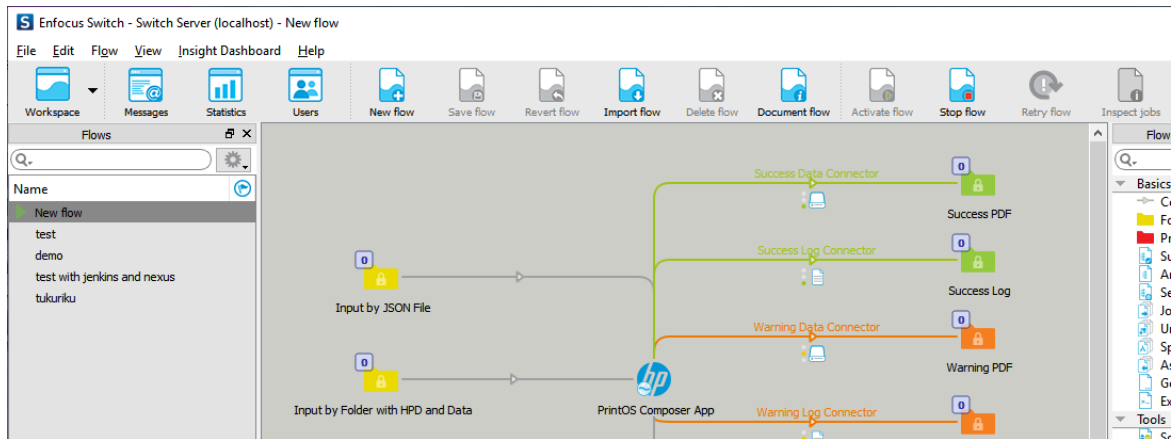 S Enfocus Switch - Switch Server (localhost) - New flow
File Edit Flow View Insight Dashboard Help
Workspace Messages Statistics Users New flow Save flow Revert flow Import flow Delete flow Document flow Activate flow Stop flow Retry flow Inspect jobs
Flows
Flow
Name
New flow
test
demo
test with jenkins and nexus
tukuriku
0
Input by JSON File
0
Input by Folder with HPD and Data
hp
PrintOS Composer App
Success Data Connector
0
Success PDF
Success Log Connector
0
Success Log
Warning Data Connector
0
Warning PDF
Warning Log Connector
0
Basics
Tools